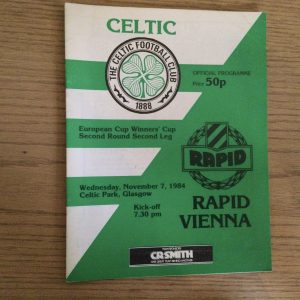 CELTIC
THE CELTIC FOOTBALL CLUB
1888
OFFICIAL PROGRAMME
Price 50p
European Cup Winners' Cup
Second Round Second Leg
RAPID
Wednesday, November 7, 1984
Celtic Park, Glasgow
Kick-off
7.30 pm
RAPID
VIENNA
CR SMITH